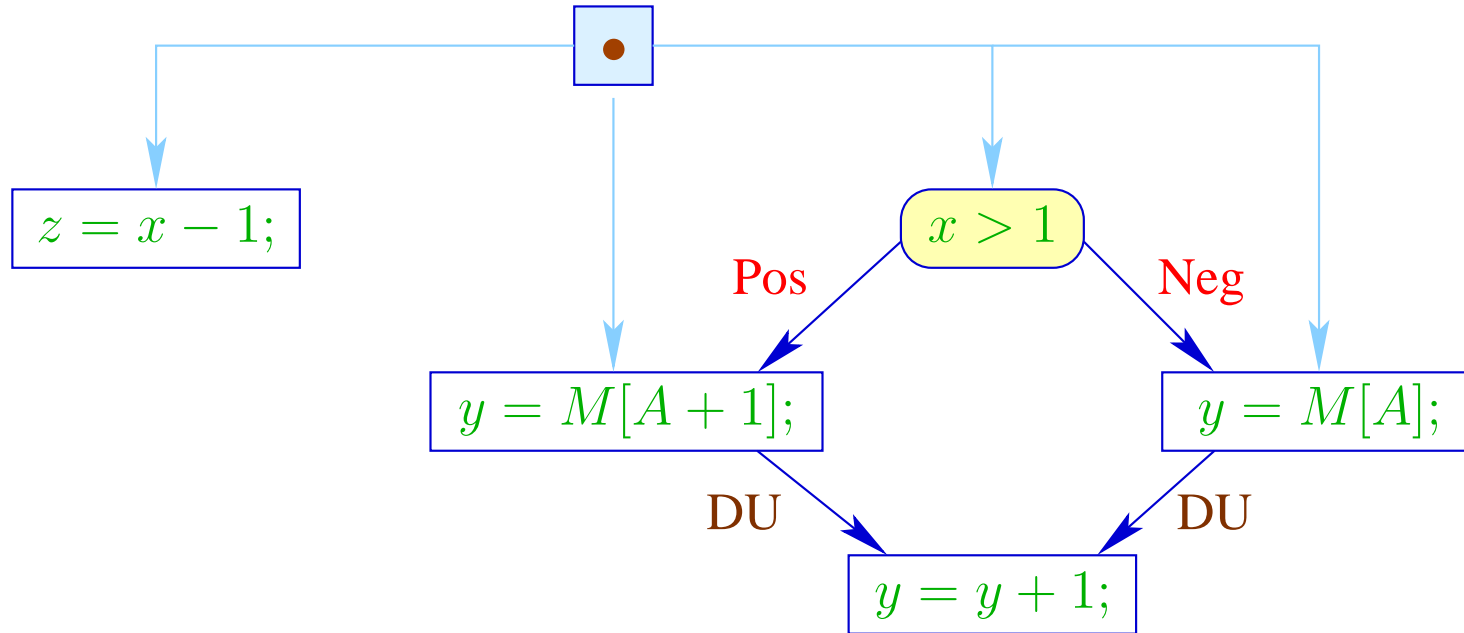 z = x − 1;
x > 1
Pos
Neg
y = M[A + 1];
y = M[A];
DU
DU
y = y + 1;